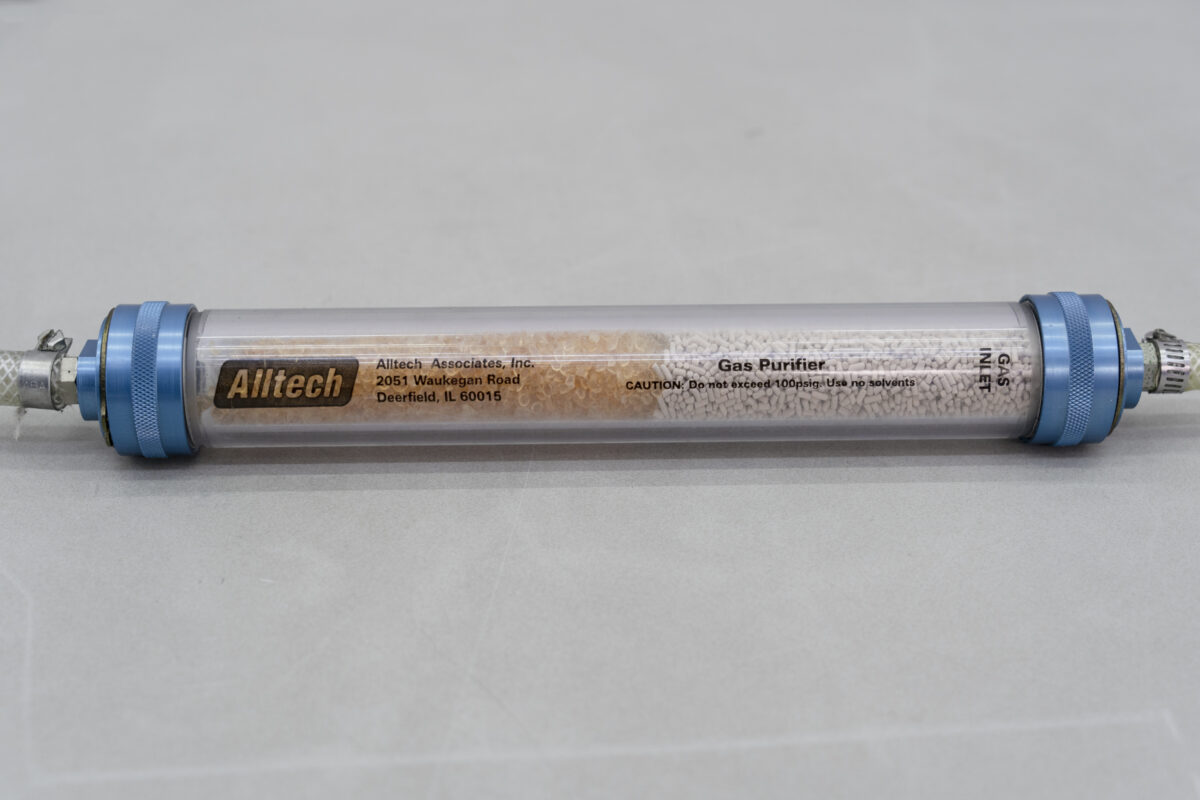 Alltech
Alltech Associates, Inc.
2051 Waukegan Road
Deerfield, IL 60015
Gas Purifier
CAUTION: Do not exceed 100psig. Use no solvents
GAS
INLET